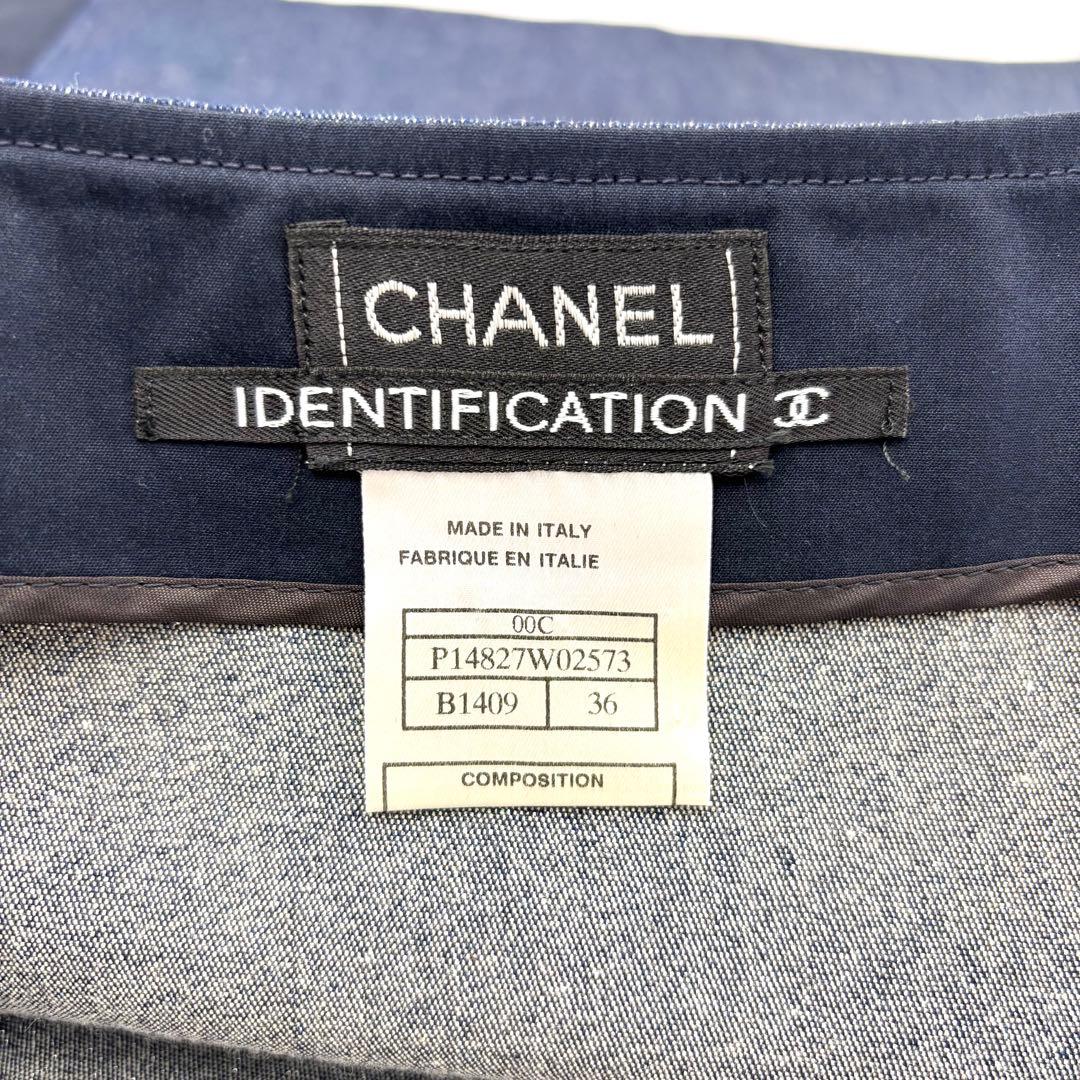 CHANEL
IDENTIFICATION
MADE IN ITALY
FABRIQUE EN ITALIE
00C
P14827W02573
B1409 36
COMPOSITION